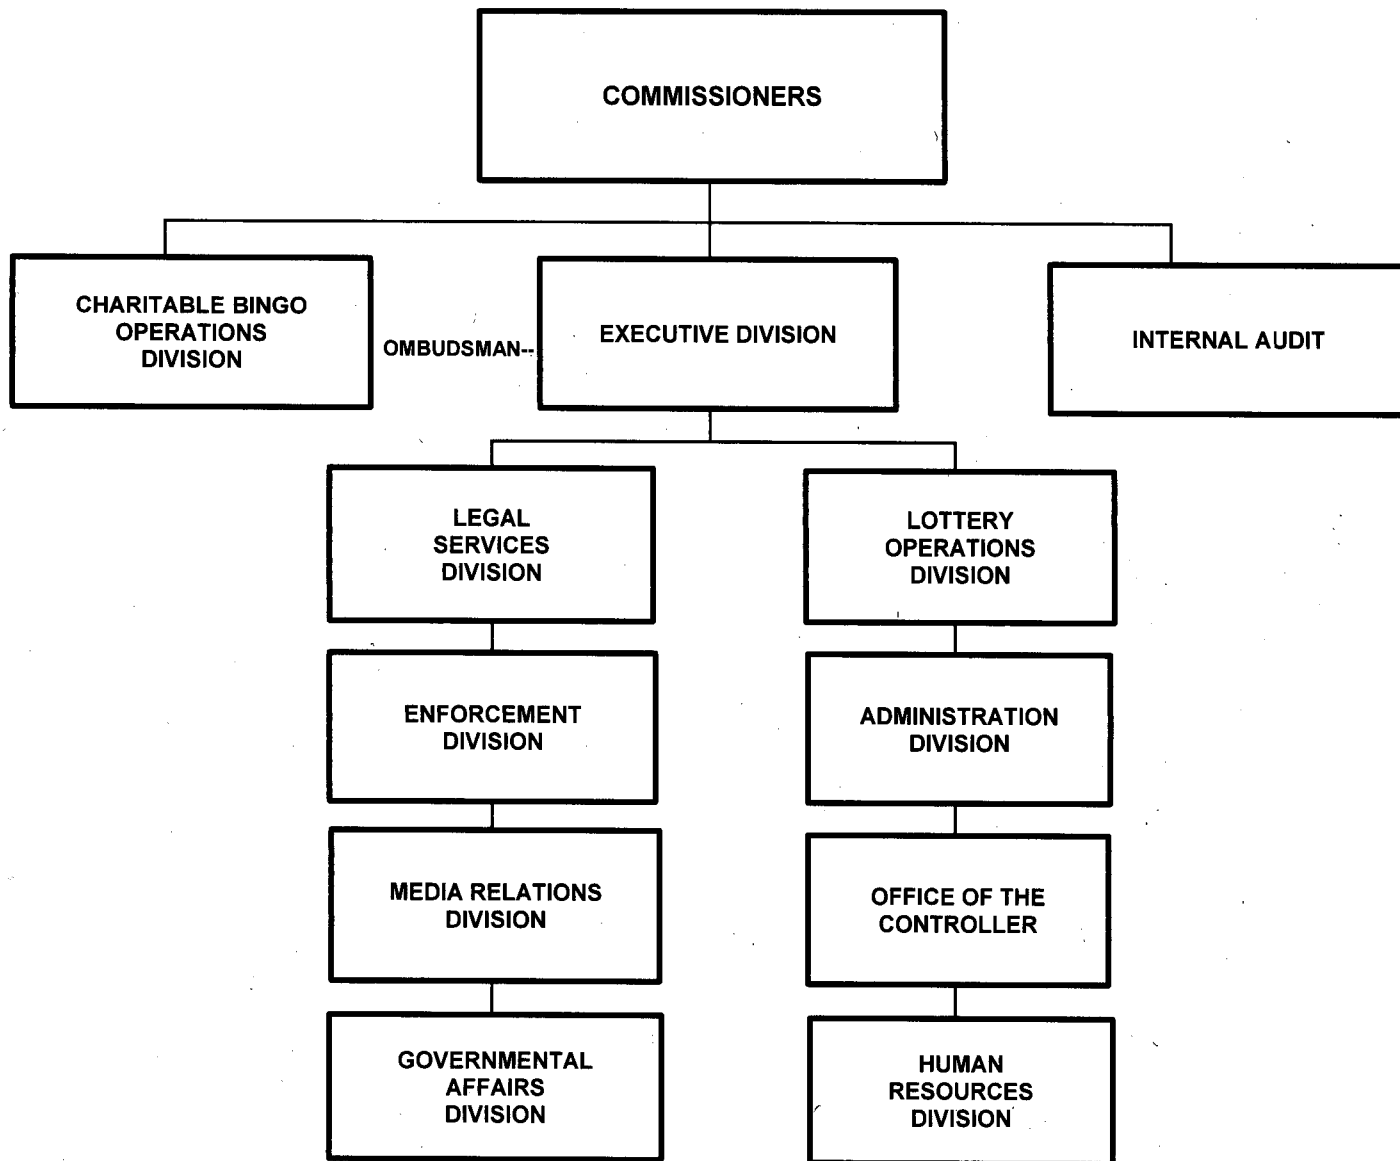 COMMISSIONERS
CHARITABLE BINGO
OPERATIONS
DIVISION
OMBUDSMAN--
EXECUTIVE DIVISION
INTERNAL AUDIT
LEGAL
SERVICES
DIVISION
LOTTERY
OPERATIONS
DIVISION
ENFORCEMENT
DIVISION
ADMINISTRATION
DIVISION
MEDIA RELATIONS
DIVISION
OFFICE OF THE
CONTROLLER
GOVERNMENTAL
AFFAIRS
DIVISION
HUMAN
RESOURCES
DIVISION